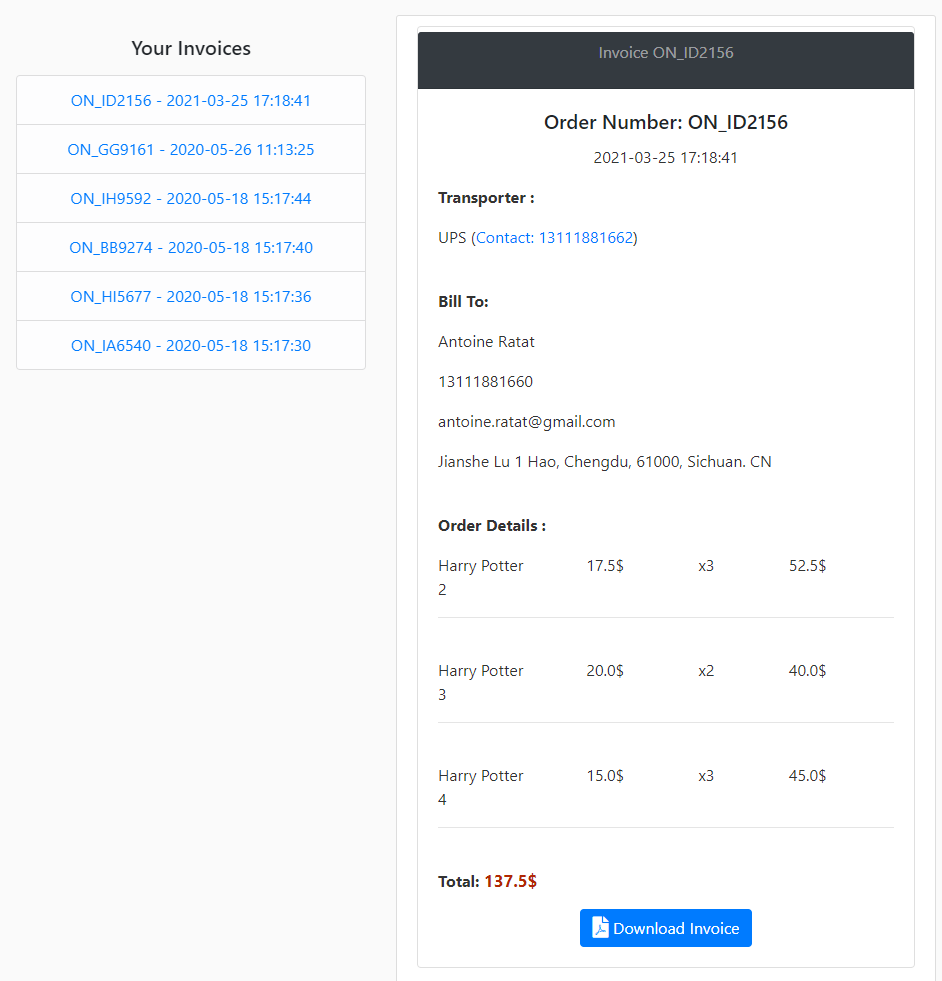 Your Invoices
ON_ID2156 - 2021-03-25 17:18:41
ON_GG9161 - 2020-05-26 11:13:25
ON_IH9592 - 2020-05-18 15:17:44
ON_BB9274 - 2020-05-18 15:17:40
ON_HI5677 - 2020-05-18 15:17:36
ON_IA6540 - 2020-05-18 15:17:30
Invoice ON_ID2156
Order Number: ON_ID2156
2021-03-25 17:18:41
Transporter :
UPS (Contact: 13111881662)
Bill To:
Antoine Ratat
13111881660
antoine.ratat@gmail.com
Jianshe Lu 1 Hao, Chengdu, 61000, Sichuan. CN
Order Details :
Harry Potter 17.5$ x3 52.5$
2
Harry Potter 20.0$ x2 40.0$
3
Harry Potter 15.0$ x3 45.0$
4
Total: 137.5$
Download Invoice